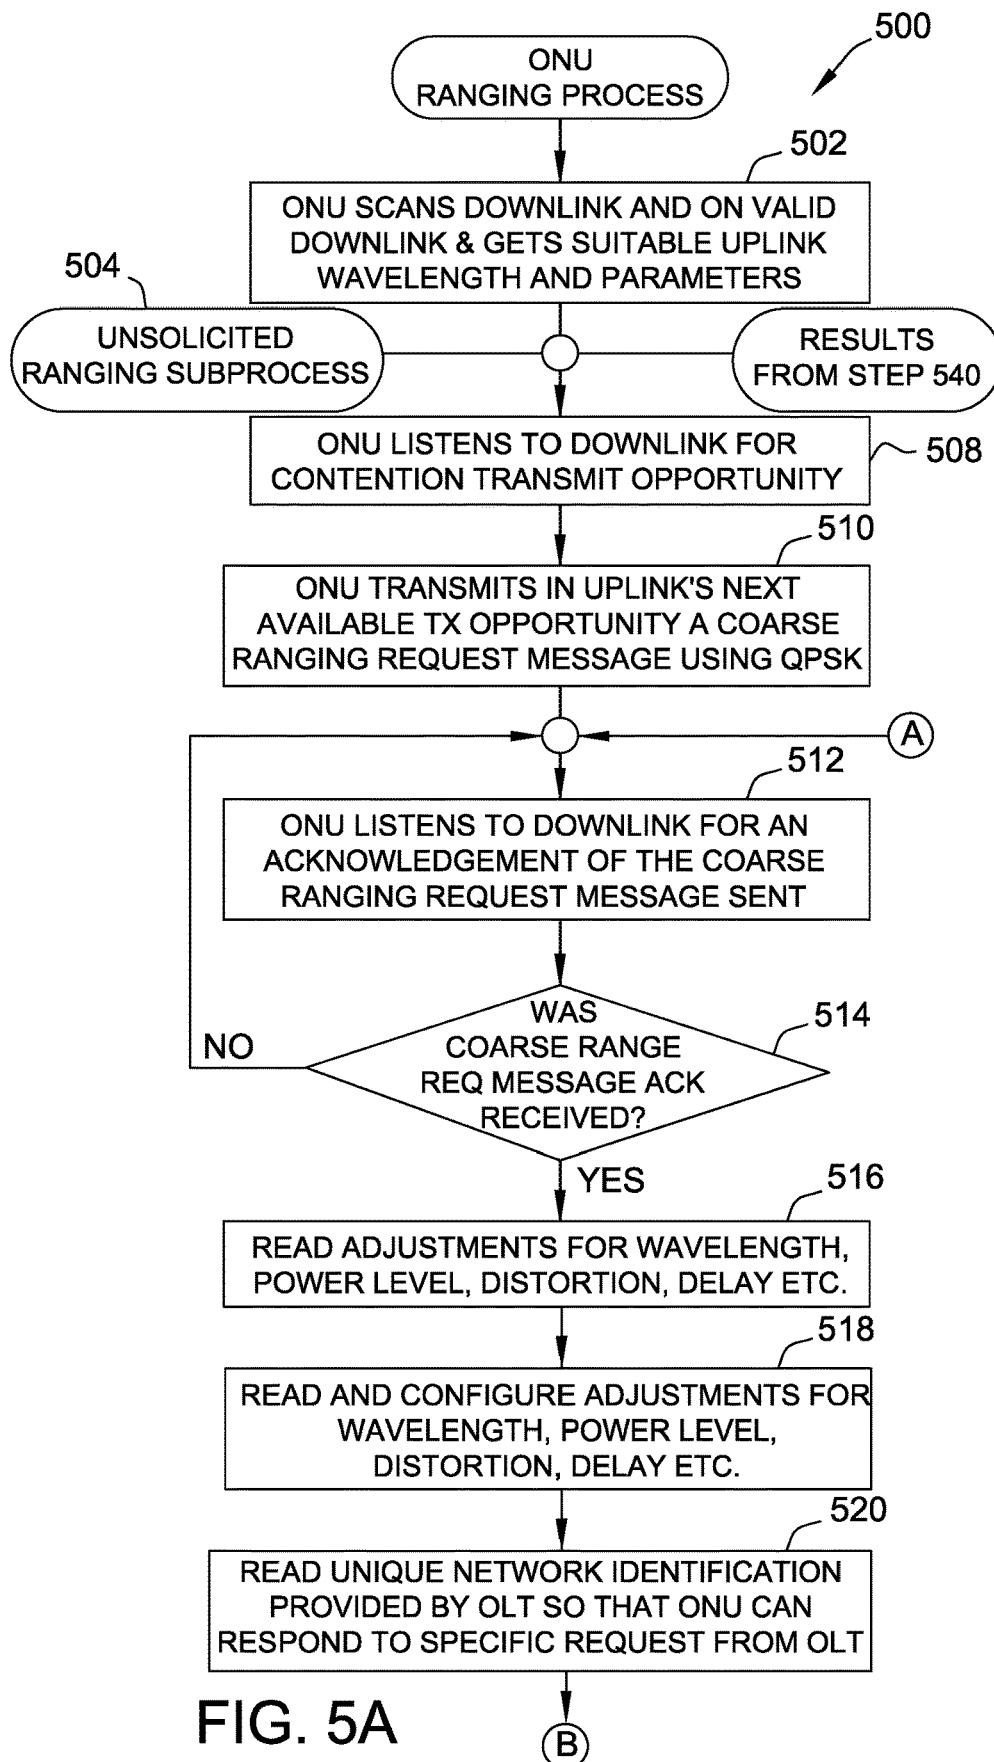 500
ONU
RANGING PROCESS
502
ONU SCANS DOWNLINK AND ON VALID
DOWNLINK & GETS SUITABLE UPLINK
WAVELENGTH AND PARAMETERS
504
UNSOLICITED
RANGING SUBPROCESS
RESULTS
FROM STEP 540
ONU LISTENS TO DOWNLINK FOR
CONTENTION TRANSMIT OPPORTUNITY
508
510
ONU TRANSMITS IN UPLINK'S NEXT
AVAILABLE TX OPPORTUNITY A COARSE
RANGING REQUEST MESSAGE USING QPSK
A
512
ONU LISTENS TO DOWNLINK FOR AN
ACKNOWLEDGEMENT OF THE COARSE
RANGING REQUEST MESSAGE SENT
514
WAS
COARSE RANGE
REQ MESSAGE ACK
RECEIVED?
NO
YES
516
READ ADJUSTMENTS FOR WAVELENGTH,
POWER LEVEL, DISTORTION, DELAY ETC.
518
READ AND CONFIGURE ADJUSTMENTS FOR
WAVELENGTH, POWER LEVEL,
DISTORTION, DELAY ETC.
520
READ UNIQUE NETWORK IDENTIFICATION
PROVIDED BY OLT SO THAT ONU CAN
RESPOND TO SPECIFIC REQUEST FROM OLT
FIG. 5A
B